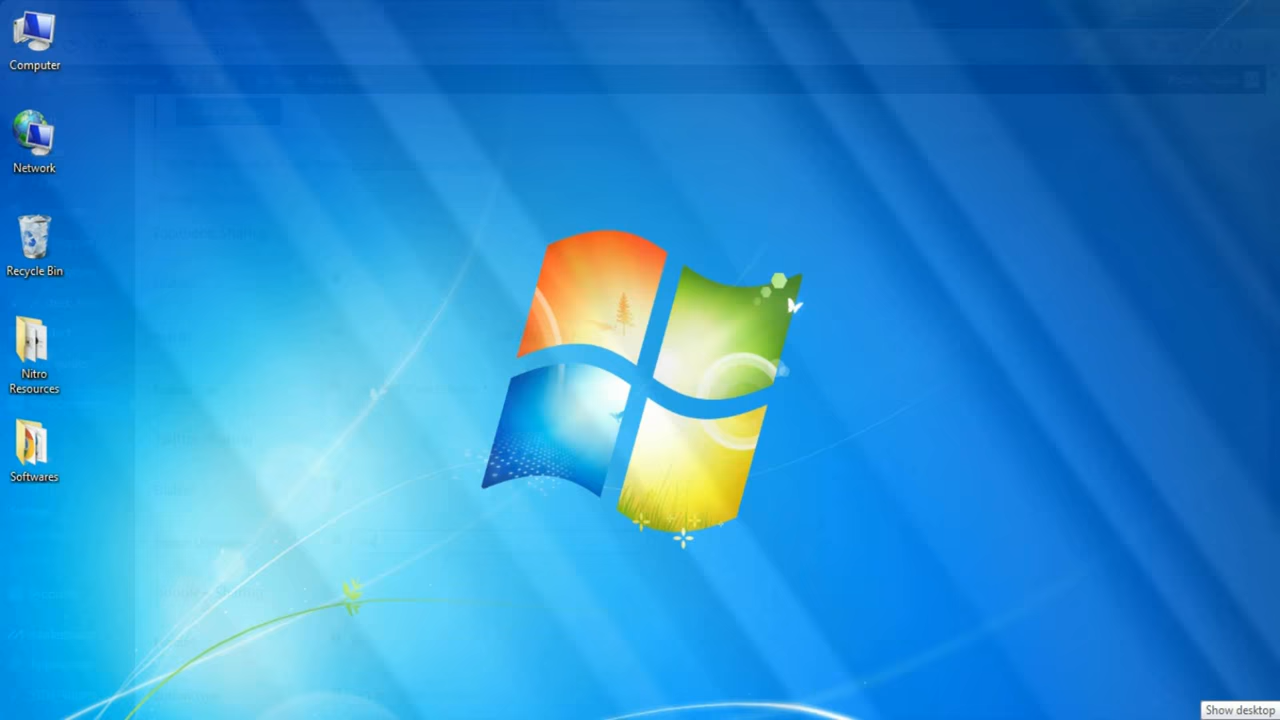 Computer
Network
Recycle Bin
Nitro
Resources
Softwares
Show desktop